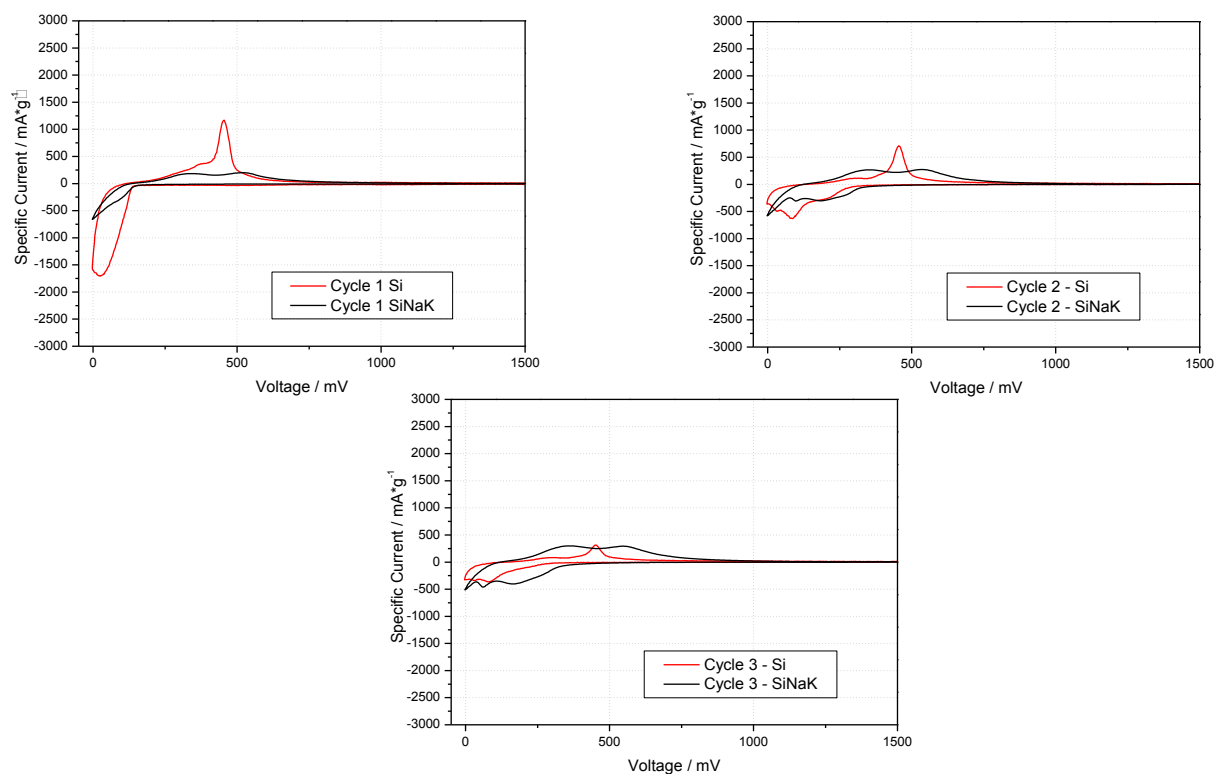 3000
2500
2000
1500
1000
500
0
-500
-1000
-1500
-2000
-2500
-3000
Specific Current / mA*g⁻¹
Cycle 1 Si
Cycle 1 SiNaK
0 500 1000 1500
Voltage / mV
3000
2500
2000
1500
1000
500
0
-500
-1000
-1500
-2000
-2500
-3000
Specific Current / mA*g⁻¹
Cycle 2 - Si
Cycle 2 - SiNaK
0 500 1000 1500
Voltage / mV
3000
2500
2000
1500
1000
500
0
-500
-1000
-1500
-2000
-2500
-3000
Specific Current / mA*g⁻¹
Cycle 3 - Si
Cycle 3 - SiNaK
0 500 1000 1500
Voltage / mV